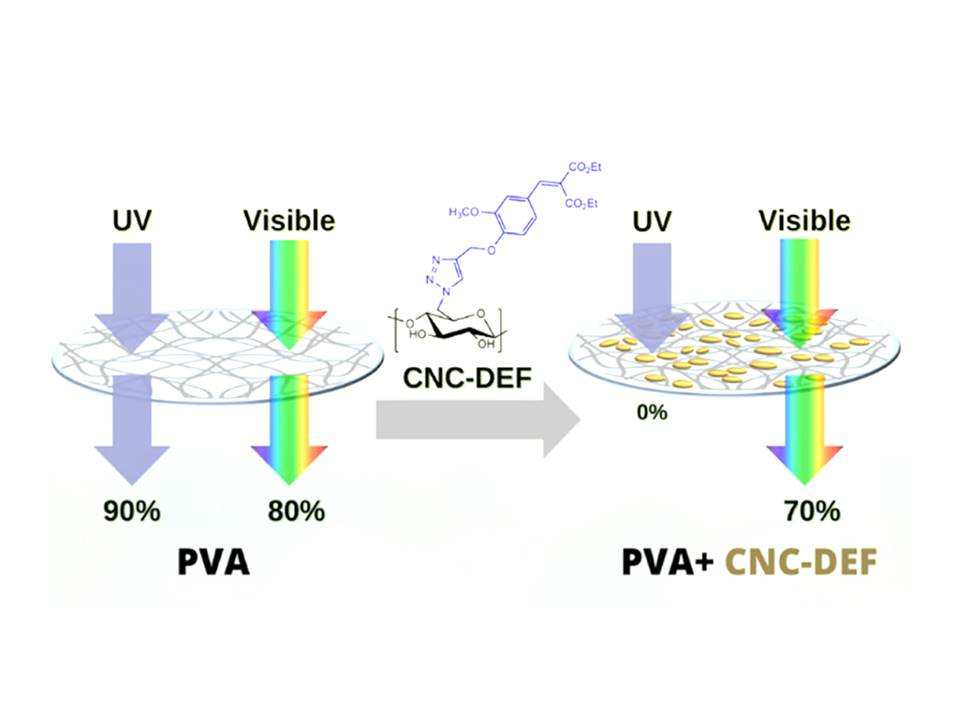 UV
Visible
90%
80%
PVA
CO₂Et
CO₂Et
H₃CO
O
N
N
N
O
O
HO
OH
CNC-DEF
UV
Visible
0%
70%
PVA+ CNC-DEF